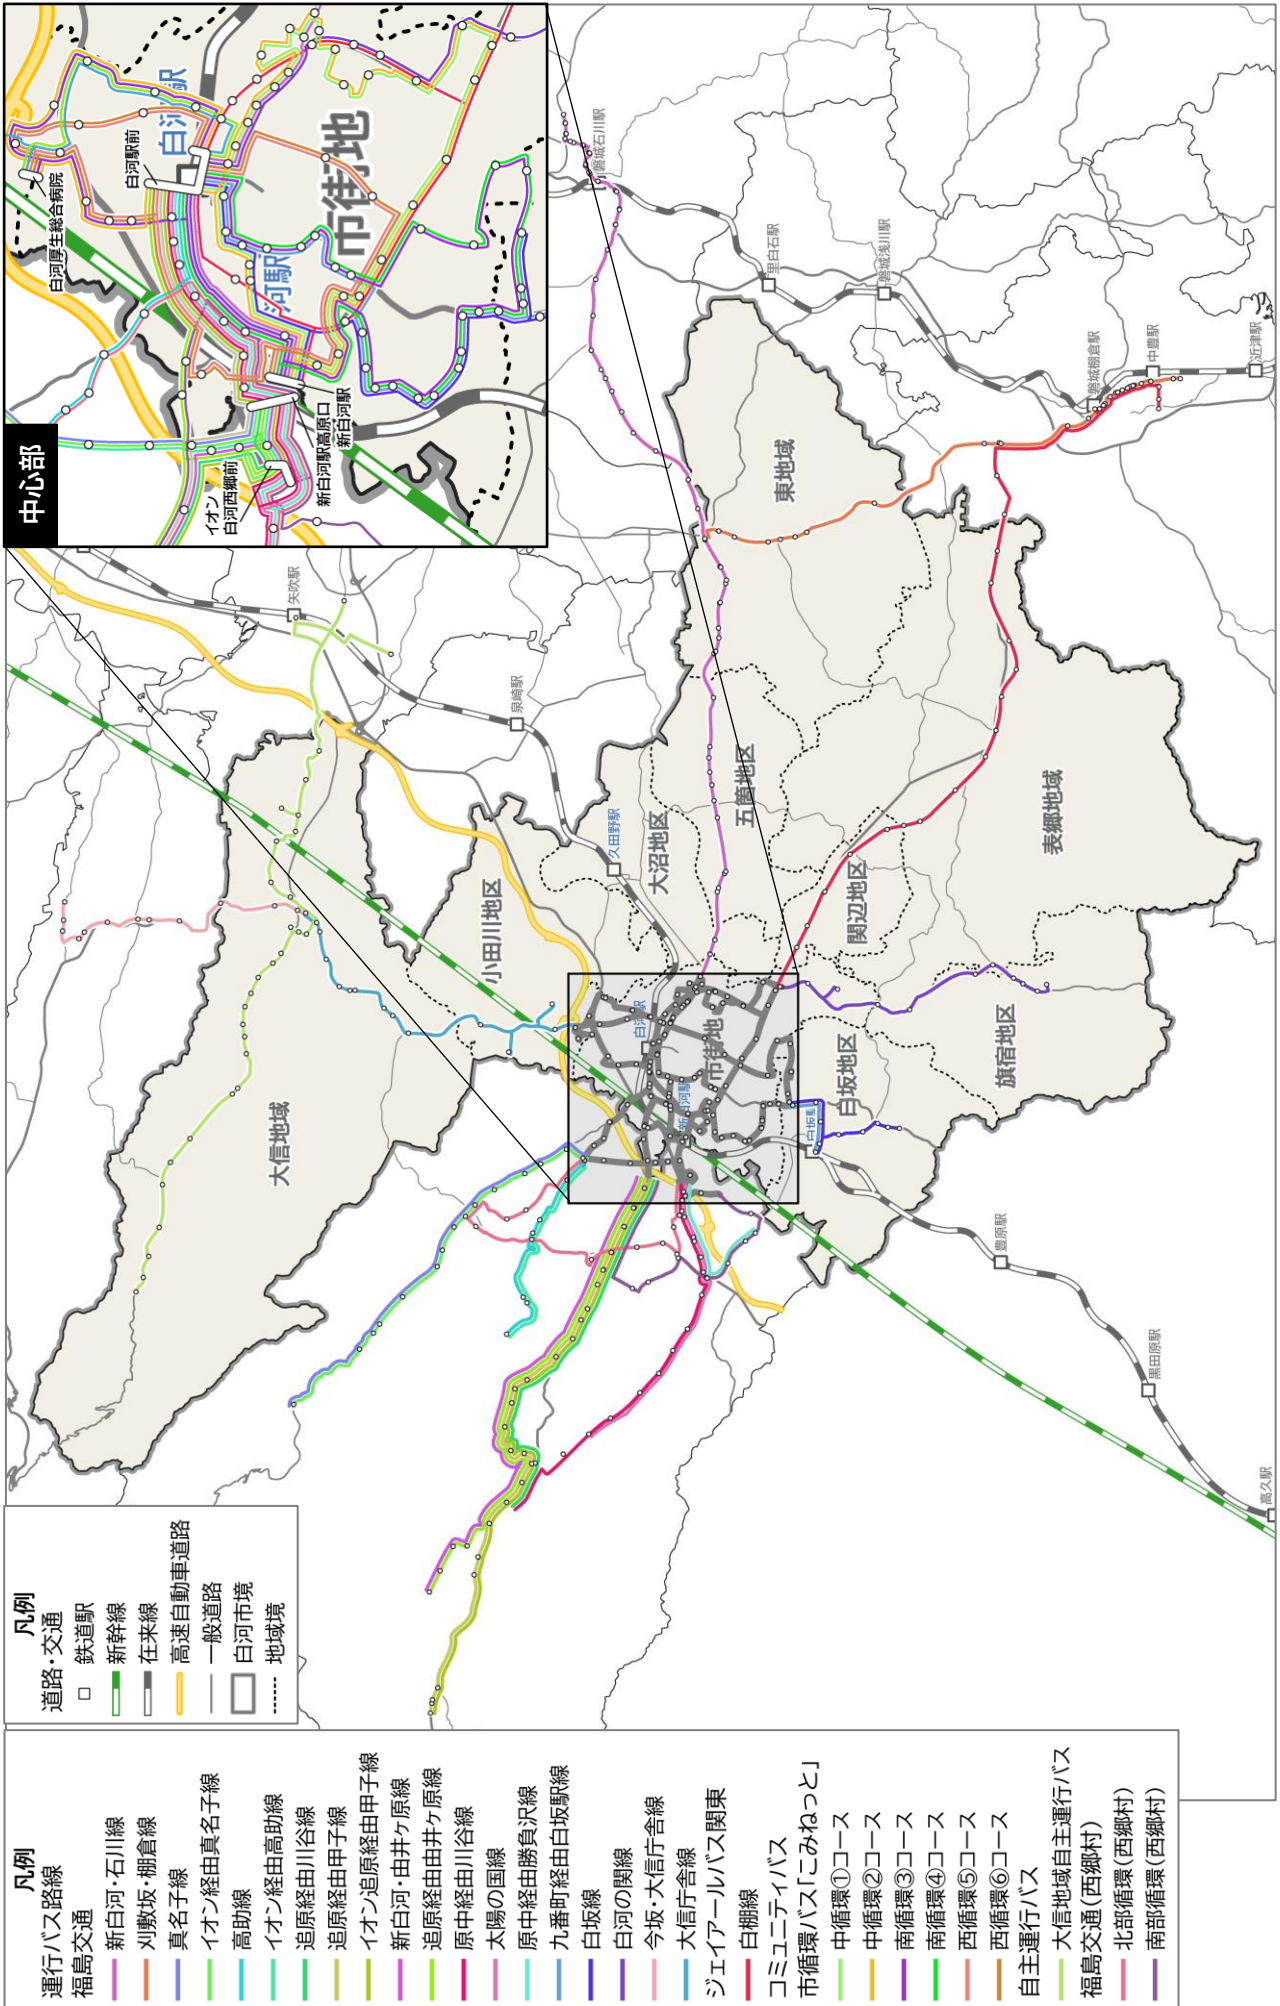 凡例
運行バス路線
福島交通
新白河・石川線
刈敷坂・棚倉線
真名子線
イオン経由真名子線
高助線
イオン経由高助線
追原経由川谷線
追原経由甲子線
イオン追原経由甲子線
新白河・由井ヶ原線
追原経由由井ヶ原線
原中経由川谷線
太陽の国線
原中経由勝負沢線
九番町経由白坂駅線
白坂線
白河の関線
今坂・大信庁舎線
大信庁舎線
ジェイアールバス関東
白棚線
コミュニティバス
市循環バス「こみねっと」
中循環①コース
中循環②コース
南循環③コース
南循環④コース
西循環⑤コース
西循環⑥コース
自主運行バス
大信地域自主運行バス
福島交通（西郷村）
北部循環（西郷村）
南部循環（西郷村）
凡例
道路・交通
鉄道駅
新幹線
在来線
高速自動車道路
一般道路
白河市境
地域境
中心部
白河厚生総合病院
白河駅前
白河駅
市街地
河駅
イオン
白河西郷前
新白河駅高原口
新白河駅
矢吹駅
泉崎駅
久田野駅
白河駅
新白河駅
白坂駅
豊原駅
黒田原駅
高久駅
磐城石川駅
里白石駅
磐城浅川駅
磐城棚倉駅
中豊駅
近津駅
大信地域
小田川地区
大沼地区
五箇地区
東地域
関辺地区
表郷地域
市街地
白坂地区
旗宿地区